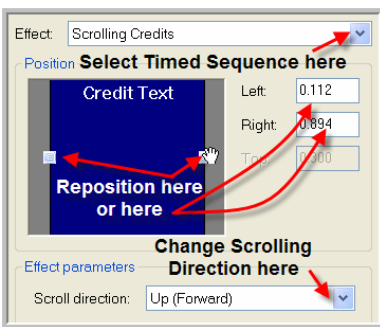 Effect: Scrolling Credits
Position Select Timed Sequence here
Credit Text
Left: 0.112
Right: 0.894
Top: 0.300
Reposition here
or here
Change Scrolling
Effect parameters Direction here
Scroll direction: Up (Forward)